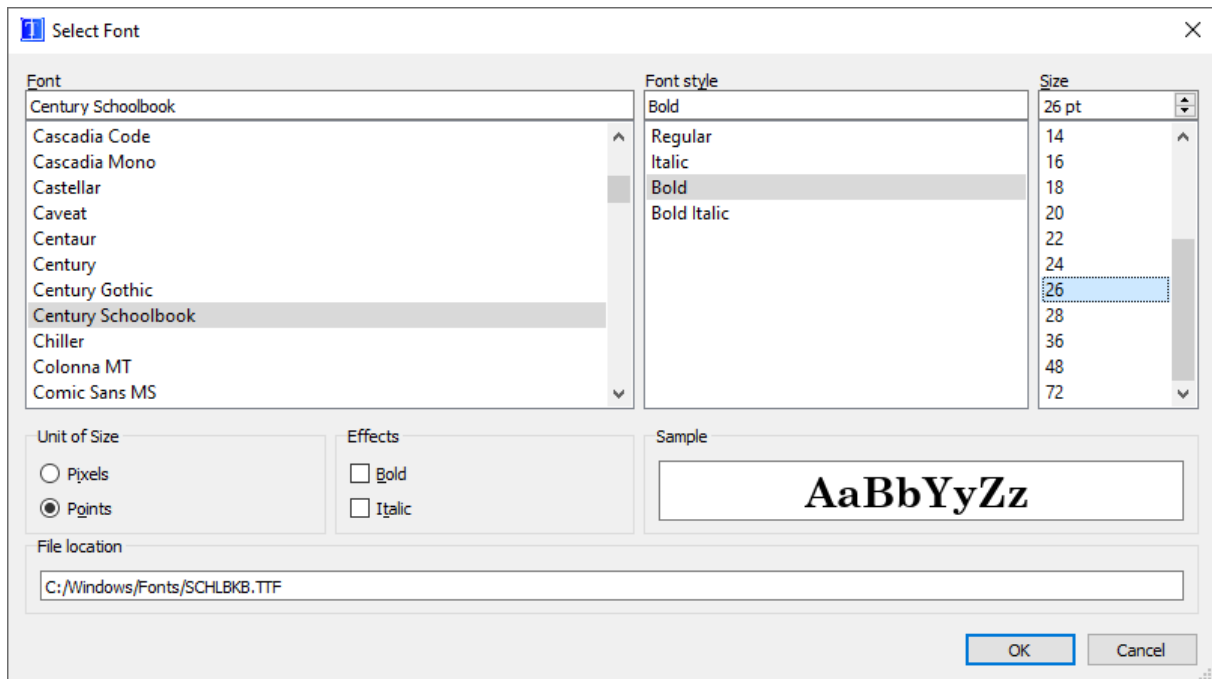 Select Font
Font
Century Schoolbook
Cascadia Code
Cascadia Mono
Castellar
Caveat
Centaur
Century
Century Gothic
Century Schoolbook
Chiller
Colonna MT
Comic Sans MS
Font style
Bold
Regular
Italic
Bold
Bold Italic
Size
26 pt
14
16
18
20
22
24
26
28
36
48
72
Unit of Size
Pixels
Points
Effects
Bold
Italic
Sample
AaBbYyZz
File location
C:/Windows/Fonts/SCHLBKB.TTF
OK
Cancel